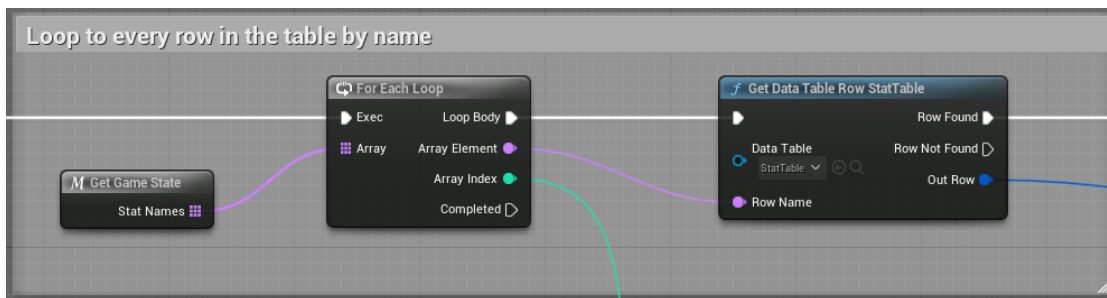 Loop to every row in the table by name
For Each Loop
Exec
Loop Body
Array
Array Element
Array Index
Completed
M Get Game State
Stat Names
f Get Data Table Row StatTable
Row Found
Data Table
StatTable
Row Not Found
Out Row
Row Name